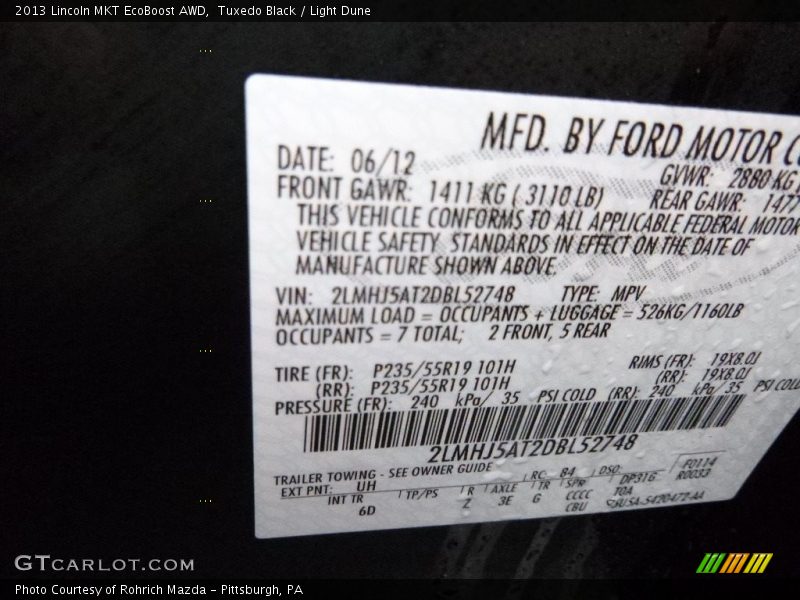 2013 Lincoln MKT EcoBoost AWD,  Tuxedo Black / Light Dune
MFD. BY FORD MOTOR
DATE: 06/12
GVWR: 2880 KG
FRONT GAWR: 1411 KG ( 3110 LB)
REAR GAWR: 1477
THIS VEHICLE CONFORMS TO ALL APPLICABLE FEDERAL MOTOR
VEHICLE SAFETY STANDARDS IN EFFECT ON THE DATE OF
MANUFACTURE SHOWN ABOVE.
VIN: 2LMHJ5AT2DBL52748 TYPE: MPV
MAXIMUM LOAD = OCCUPANTS + LUGGAGE = 526KG/1160LB
OCCUPANTS = 7 TOTAL; 2 FRONT, 5 REAR
TIRE (FR): P235/55R19 101H RIMS (FR): 19X8.0J
(RR): P235/55R19 101H (RR): 19X8.0J
PRESSURE (FR): 240 kPa/ 35 PSI COLD (RR): 240 kPa/ 35 PSI COLD
2LMHJ5AT2DBL52748
TRAILER TOWING - SEE OWNER GUIDE
EXT PNT: UH RC: 84 DSO: F0114
INT TR TP/PS R AXLE TR SPR DP31G R0033
6D Z 3E G CCCC TOA
CBU
GTCARLOT.COM
Photo Courtesy of Rohrich Mazda - Pittsburgh, PA